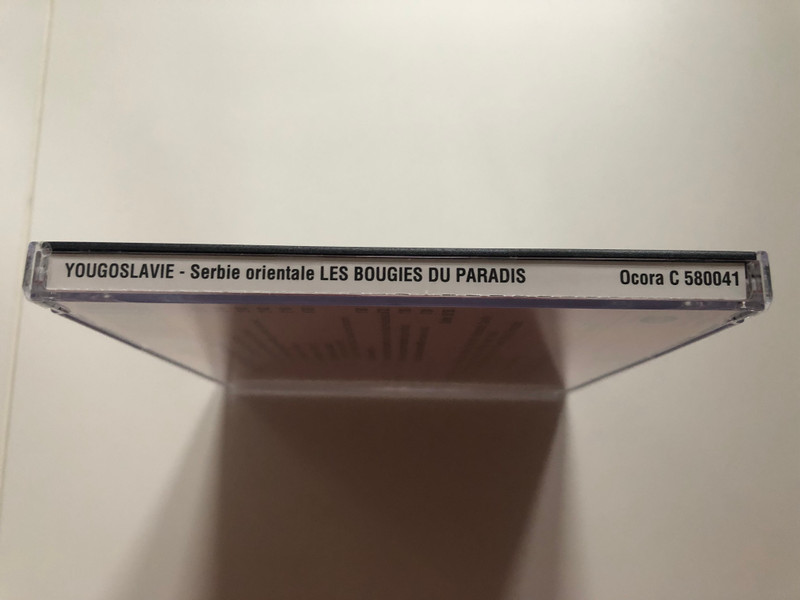 YOUGOSLAVIE - Serbie orientale LES BOUGIES DU PARADIS Ocora C 580041